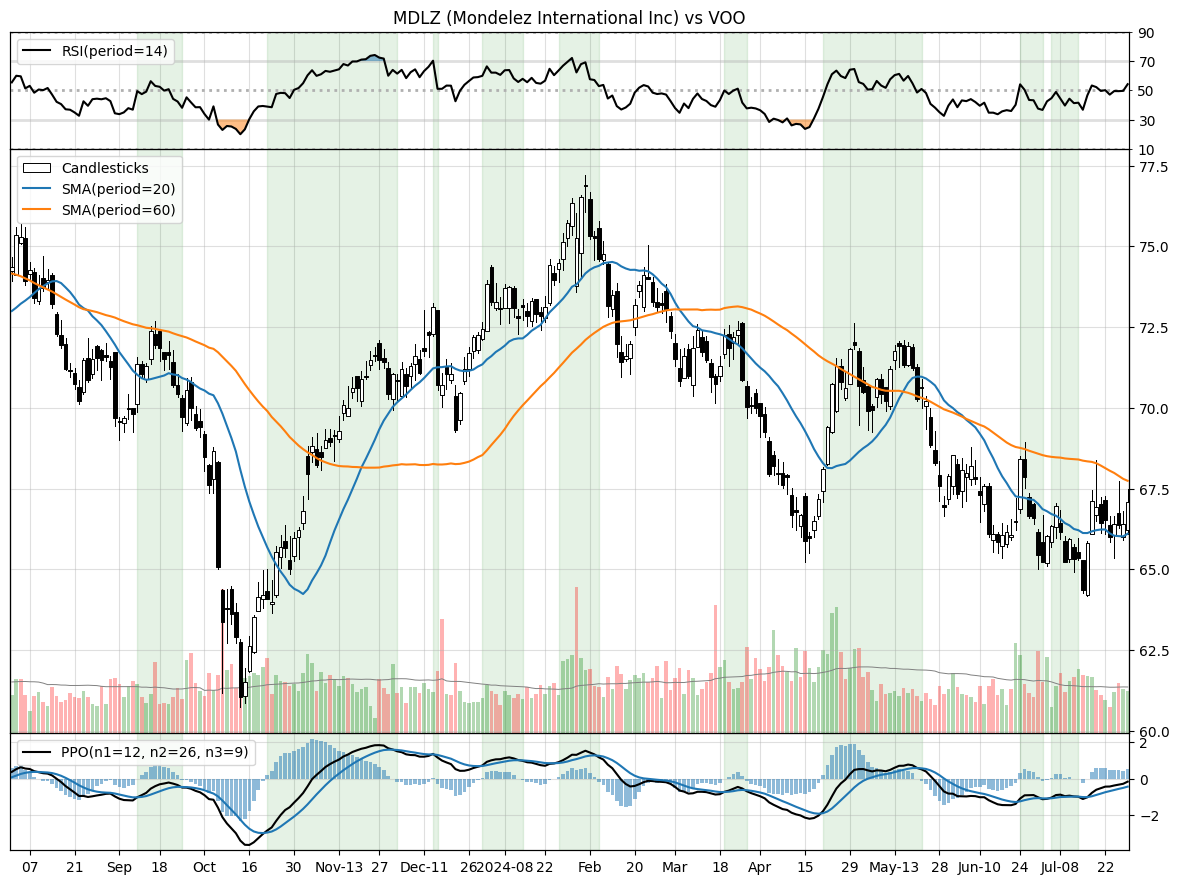 MDLZ (Mondelez International Inc) vs VOO
RSI(period=14)
90
70
50
30
10
Candlesticks
SMA(period=20)
SMA(period=60)
77.5
75.0
72.5
70.0
67.5
65.0
62.5
60.0
PPO(n1=12, n2=26, n3=9)
2
0
−2
07 21 Sep 18 Oct 16 30 Nov-13 27 Dec-11 26 2024-08 22 Feb 20 Mar 18 Apr 15 29 May-13 28 Jun-10 24 Jul-08 22